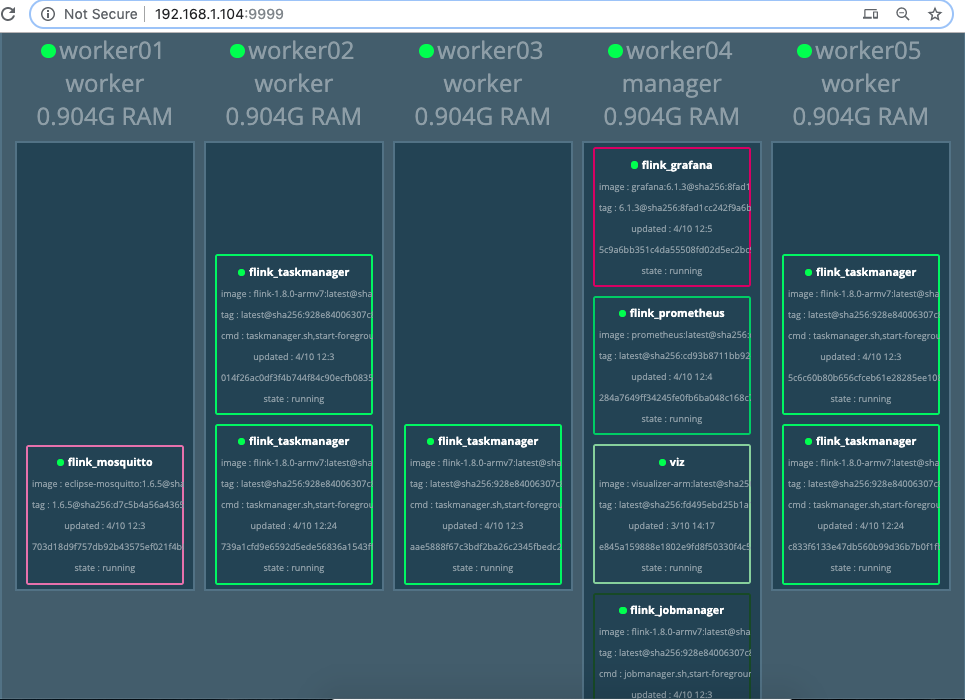 Not Secure 192.168.1.104:9999
worker01
worker
0.904G RAM
flink_mosquitto
image : eclipse-mosquitto:1.6.5@sha
tag : 1.6.5@sha256:d7c5b4a56a4365
updated : 4/10 12:3
703d18d9f757db92b43575ef021f4b
state : running
worker02
worker
0.904G RAM
flink_taskmanager
image : flink-1.8.0-armv7:latest@sha
tag : latest@sha256:928e84006307c
cmd : taskmanager.sh,start-foregrou
updated : 4/10 12:3
014f26ac0df3f4b744f84c90ecfb0835
state : running
flink_taskmanager
image : flink-1.8.0-armv7:latest@sha
tag : latest@sha256:928e84006307c
cmd : taskmanager.sh,start-foregrou
updated : 4/10 12:24
739a1cfd9e6592d5ede56836a1543f
state : running
worker03
worker
0.904G RAM
flink_taskmanager
image : flink-1.8.0-armv7:latest@sha
tag : latest@sha256:928e84006307c
cmd : taskmanager.sh,start-foregrou
updated : 4/10 12:3
aae5888f67c3bdf2ba26c2345fbedc2
state : running
worker04
manager
0.904G RAM
flink_grafana
image : grafana:6.1.3@sha256:8fad1
tag : 6.1.3@sha256:8fad1cc242f9a6b
updated : 4/10 12:5
5c9a6bb351c4da55508fd02d5ec2bc9
state : running
flink_prometheus
image : prometheus:latest@sha256:
tag : latest@sha256:cd93b8711bb92
updated : 4/10 12:4
284a7649ff34245fe0fb6ba048c168c
state : running
viz
image : visualizer-arm:latest@sha25
tag : latest@sha256:fd495ebd25b1a
updated : 3/10 14:17
e845a159888e1802e9fd8f50330f4c5
state : running
flink_jobmanager
image : flink-1.8.0-armv7:latest@sha
tag : latest@sha256:928e84006307c8
cmd : jobmanager.sh,start-foregroun
updated : 4/10 12:3
worker05
worker
0.904G RAM
flink_taskmanager
image : flink-1.8.0-armv7:latest@sha
tag : latest@sha256:928e84006307c
cmd : taskmanager.sh,start-foregrou
updated : 4/10 12:3
5c6c60b80b656cfceb61e28285ee10
state : running
flink_taskmanager
image : flink-1.8.0-armv7:latest@sha
tag : latest@sha256:928e84006307c
cmd : taskmanager.sh,start-foregrou
updated : 4/10 12:24
c833f6133e47db560b99d36b7b0f1f
state : running